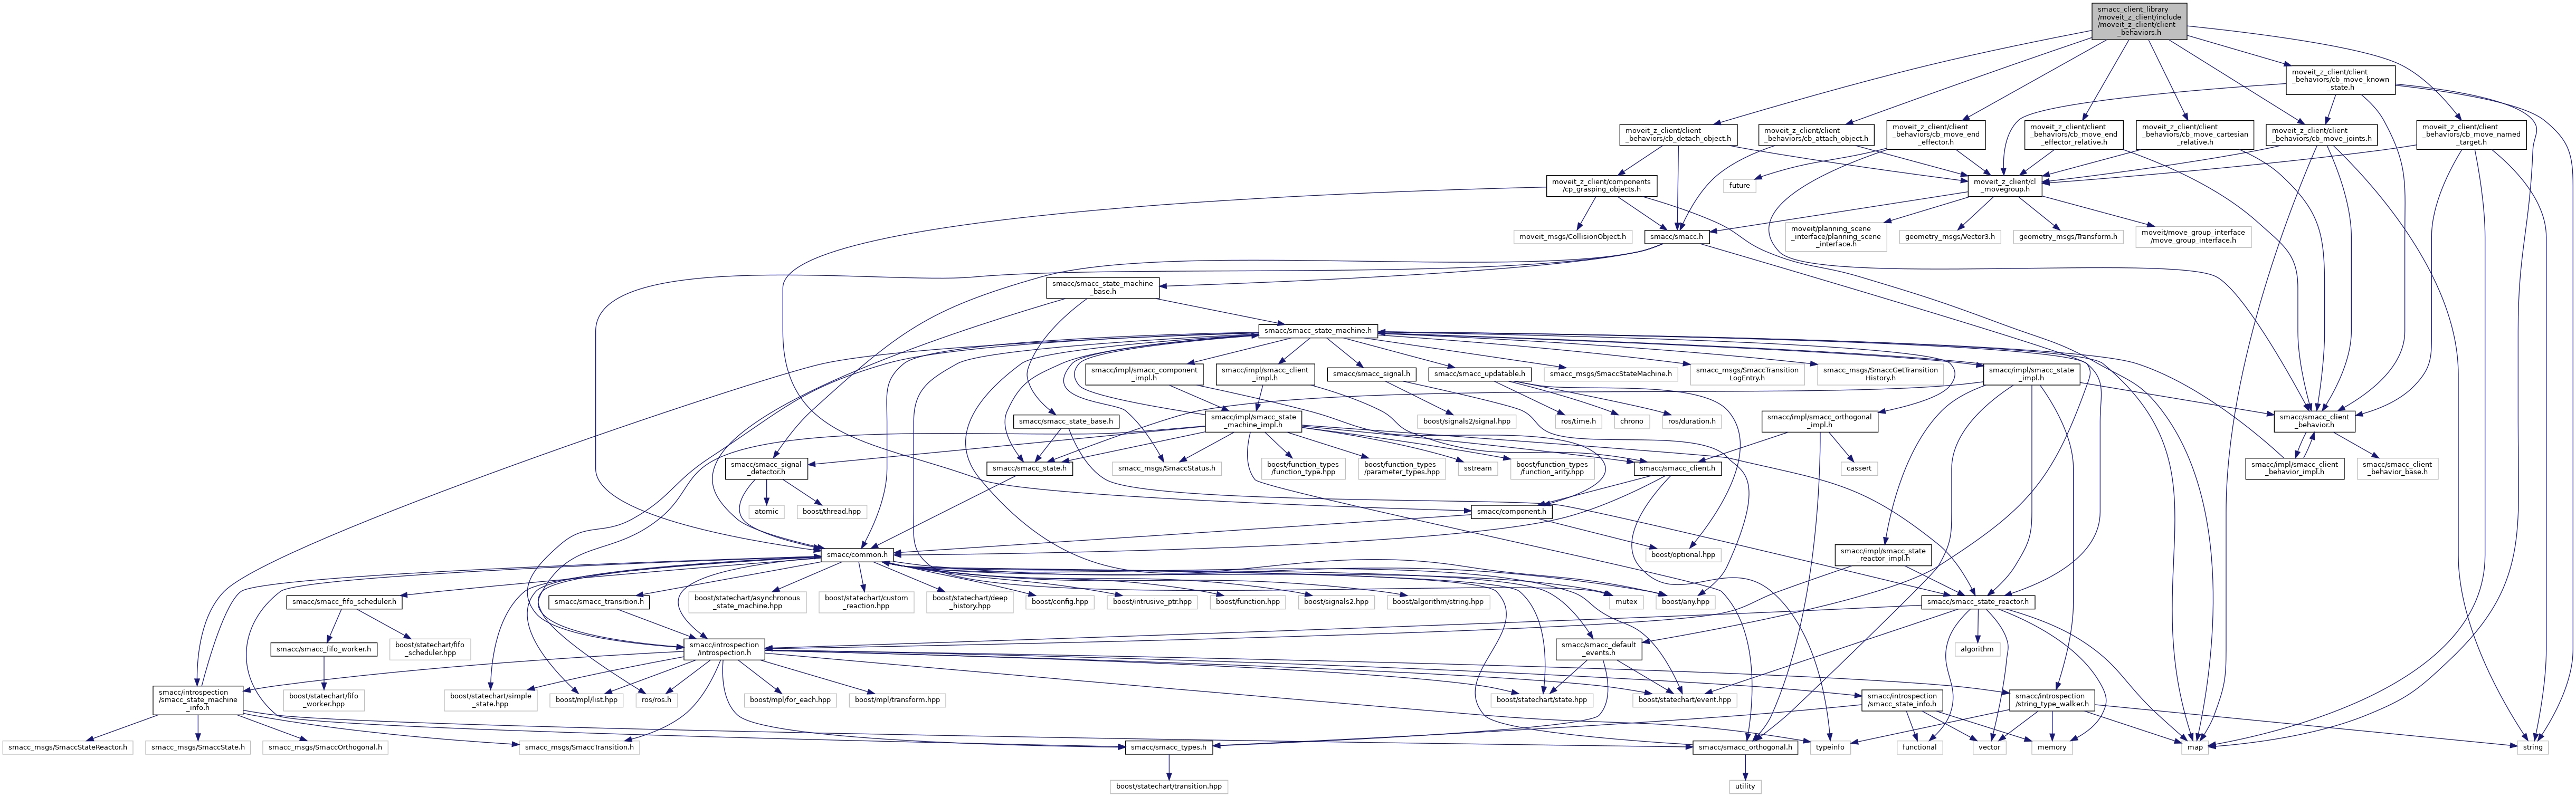 smacc_client_library
/moveit_z_client/include
/moveit_z_client/client
_behaviors.h
moveit_z_client/client
_behaviors/cb_move_known
_state.h
moveit_z_client/client
_behaviors/cb_detach_object.h
moveit_z_client/client
_behaviors/cb_attach_object.h
moveit_z_client/client
_behaviors/cb_move_end
_effector.h
moveit_z_client/client
_behaviors/cb_move_end
_effector_relative.h
moveit_z_client/client
_behaviors/cb_move_cartesian
_relative.h
moveit_z_client/client
_behaviors/cb_move_joints.h
moveit_z_client/client
_behaviors/cb_move_named
_target.h
moveit_z_client/components
/cp_grasping_objects.h
future
moveit_z_client/cl
_movegroup.h
moveit_msgs/CollisionObject.h
smacc/smacc.h
moveit/planning_scene
_interface/planning_scene
_interface.h
geometry_msgs/Vector3.h
geometry_msgs/Transform.h
moveit/move_group_interface
/move_group_interface.h
smacc/smacc_state_machine
_base.h
smacc/smacc_state_machine.h
smacc/impl/smacc_component
_impl.h
smacc/impl/smacc_client
_impl.h
smacc/smacc_signal.h
smacc/smacc_updatable.h
smacc_msgs/SmaccStateMachine.h
smacc_msgs/SmaccTransition
LogEntry.h
smacc_msgs/SmaccGetTransition
History.h
smacc/impl/smacc_state
_impl.h
smacc/smacc_state_base.h
smacc/impl/smacc_state
_machine_impl.h
boost/signals2/signal.hpp
ros/time.h
chrono
ros/duration.h
smacc/impl/smacc_orthogonal
_impl.h
smacc/smacc_client
_behavior.h
smacc/smacc_signal
_detector.h
smacc/smacc_state.h
smacc_msgs/SmaccStatus.h
boost/function_types
/function_type.hpp
boost/function_types
/parameter_types.hpp
sstream
boost/function_types
/function_arity.hpp
smacc/smacc_client.h
cassert
smacc/impl/smacc_client
_behavior_impl.h
smacc/smacc_client
_behavior_base.h
atomic
boost/thread.hpp
smacc/component.h
smacc/common.h
boost/optional.hpp
smacc/impl/smacc_state
_reactor_impl.h
smacc/smacc_fifo_scheduler.h
smacc/smacc_transition.h
boost/statechart/asynchronous
_state_machine.hpp
boost/statechart/custom
_reaction.hpp
boost/statechart/deep
_history.hpp
boost/config.hpp
boost/intrusive_ptr.hpp
boost/function.hpp
boost/signals2.hpp
boost/algorithm/string.hpp
mutex
boost/any.hpp
smacc/smacc_state_reactor.h
smacc/smacc_fifo_worker.h
boost/statechart/fifo
_scheduler.hpp
smacc/introspection
/introspection.h
smacc/smacc_default
_events.h
algorithm
smacc/introspection
/smacc_state_machine
_info.h
boost/statechart/fifo
_worker.hpp
boost/statechart/simple
_state.hpp
boost/mpl/list.hpp
ros/ros.h
boost/mpl/for_each.hpp
boost/mpl/transform.hpp
boost/statechart/state.hpp
boost/statechart/event.hpp
smacc/introspection
/smacc_state_info.h
smacc/introspection
/string_type_walker.h
smacc_msgs/SmaccStateReactor.h
smacc_msgs/SmaccState.h
smacc_msgs/SmaccOrthogonal.h
smacc_msgs/SmaccTransition.h
smacc/smacc_types.h
smacc/smacc_orthogonal.h
typeinfo
functional
vector
memory
map
string
boost/statechart/transition.hpp
utility